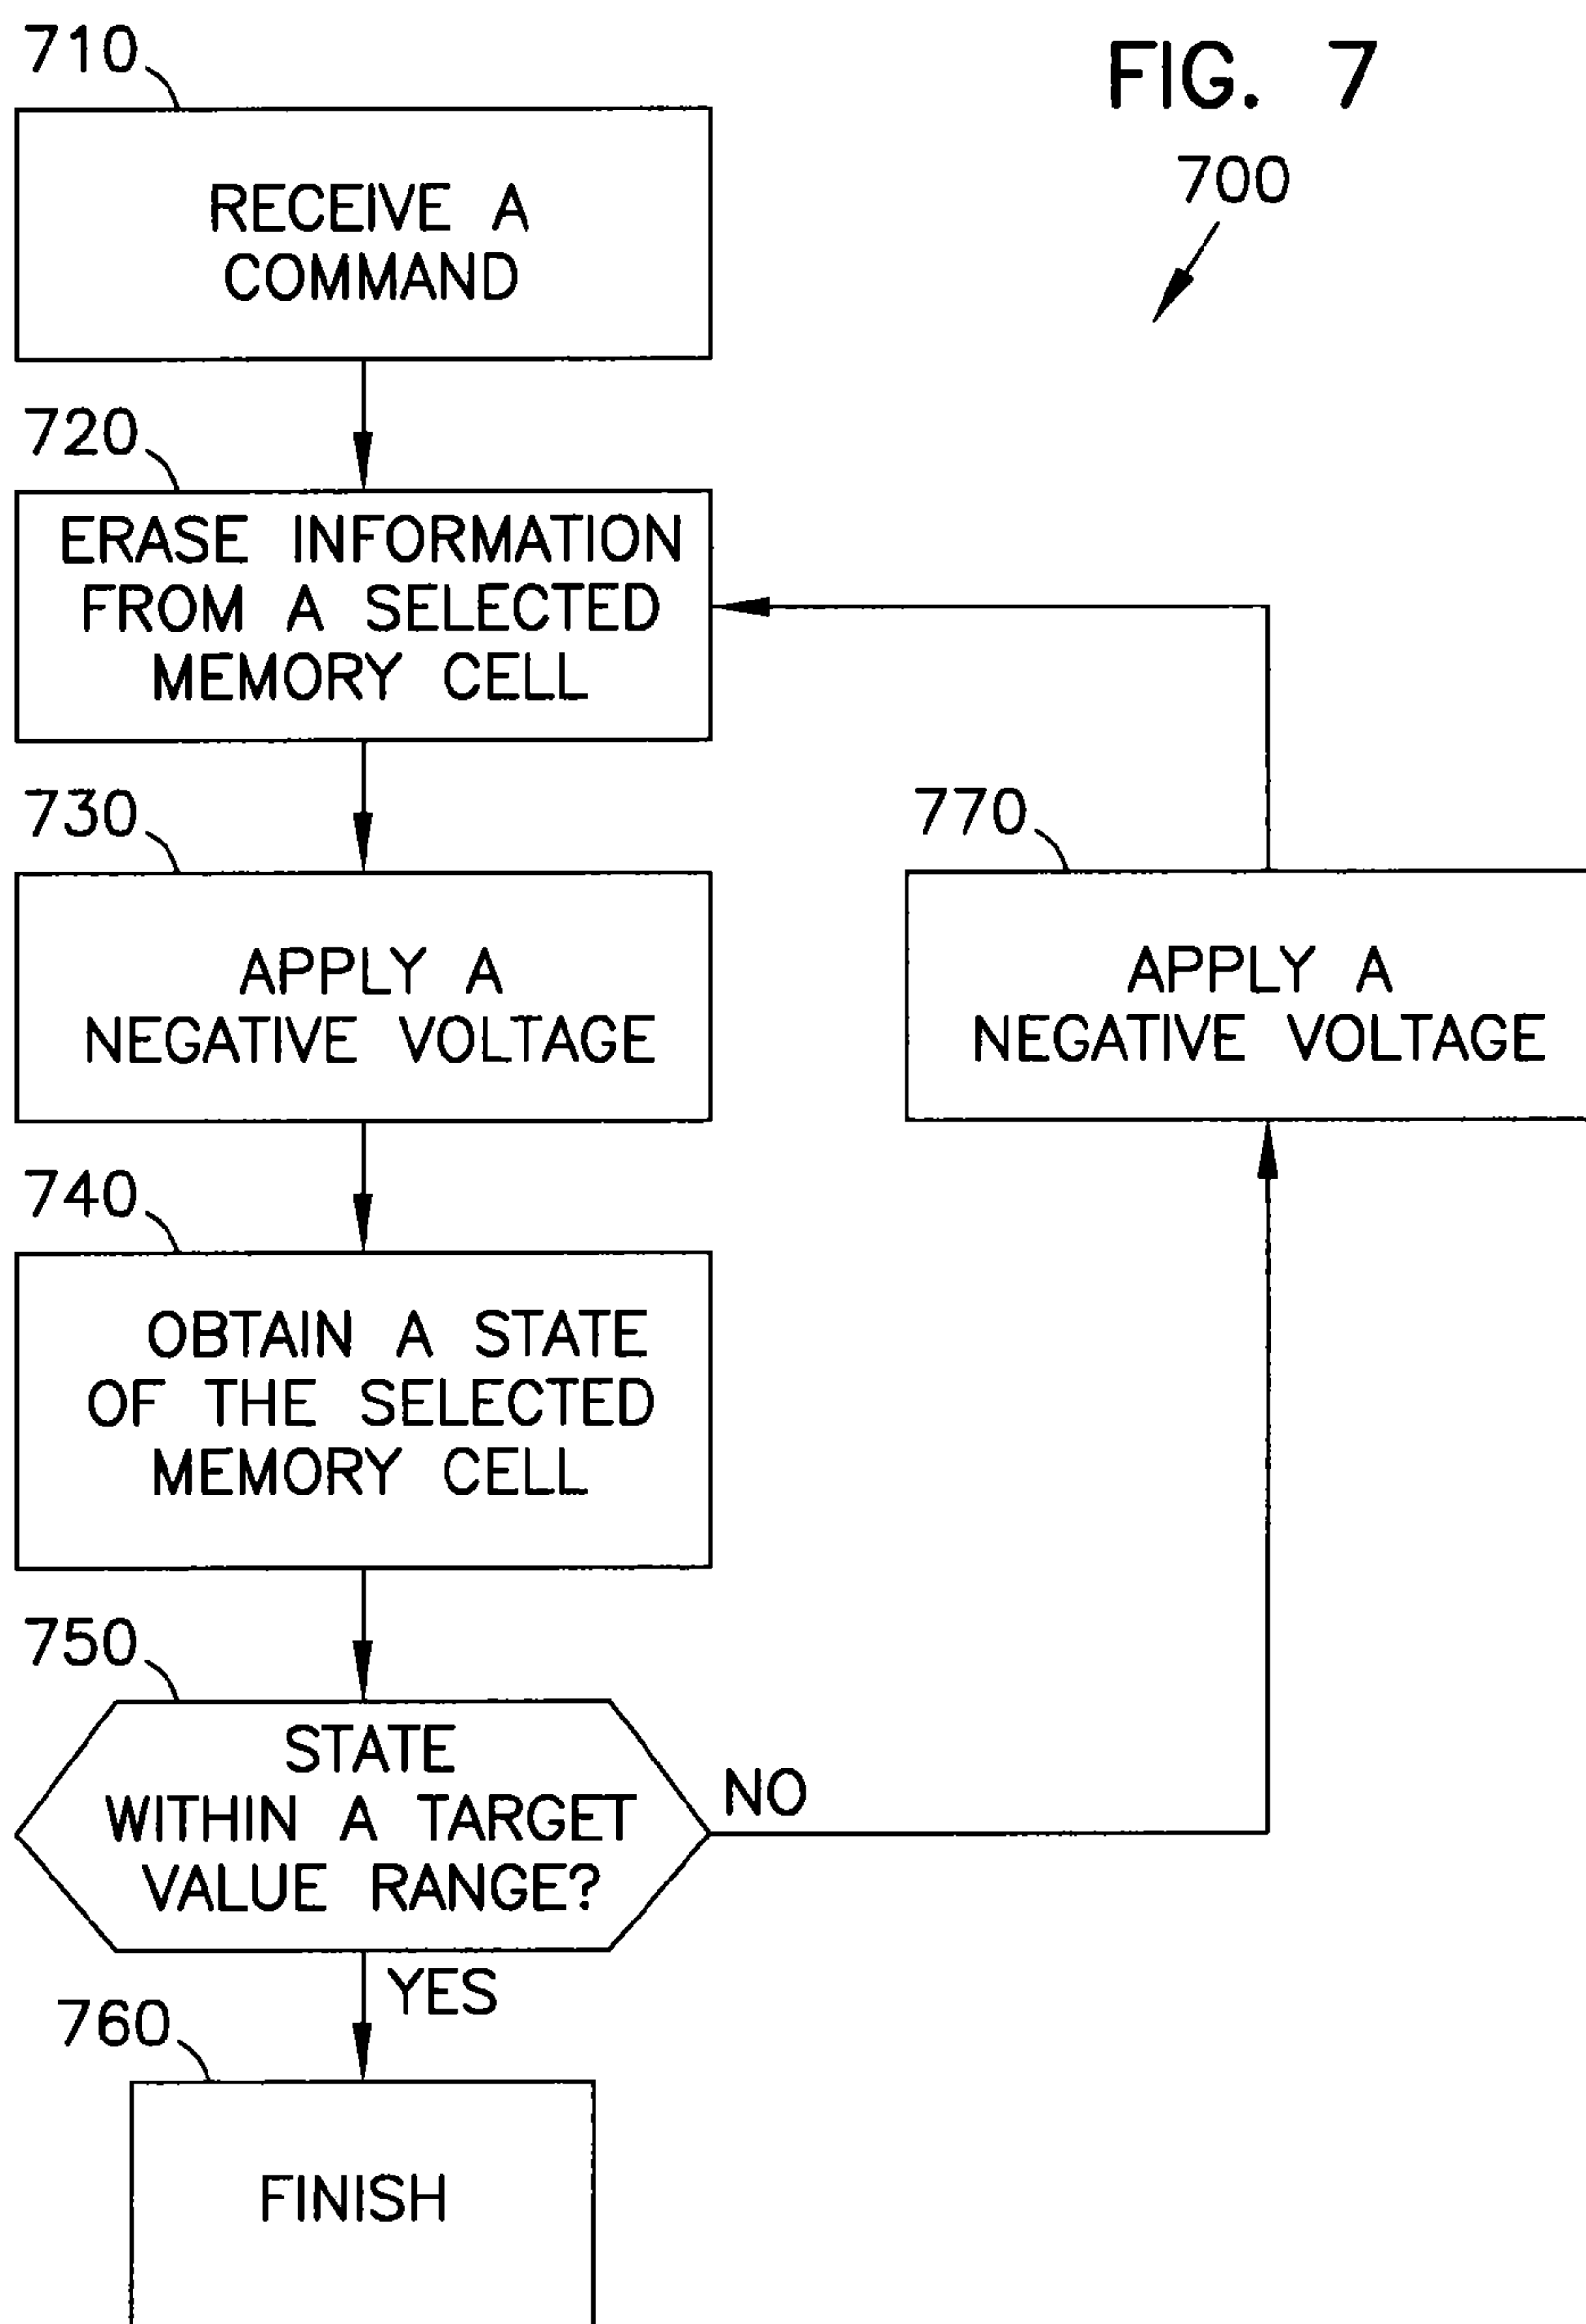 FIG. 7
700
710
RECEIVE A
COMMAND
720
ERASE INFORMATION
FROM A SELECTED
MEMORY CELL
730
APPLY A
NEGATIVE VOLTAGE
770
APPLY A
NEGATIVE VOLTAGE
740
OBTAIN A STATE
OF THE SELECTED
MEMORY CELL
750
STATE
WITHIN A TARGET
VALUE RANGE?
NO
YES
760
FINISH